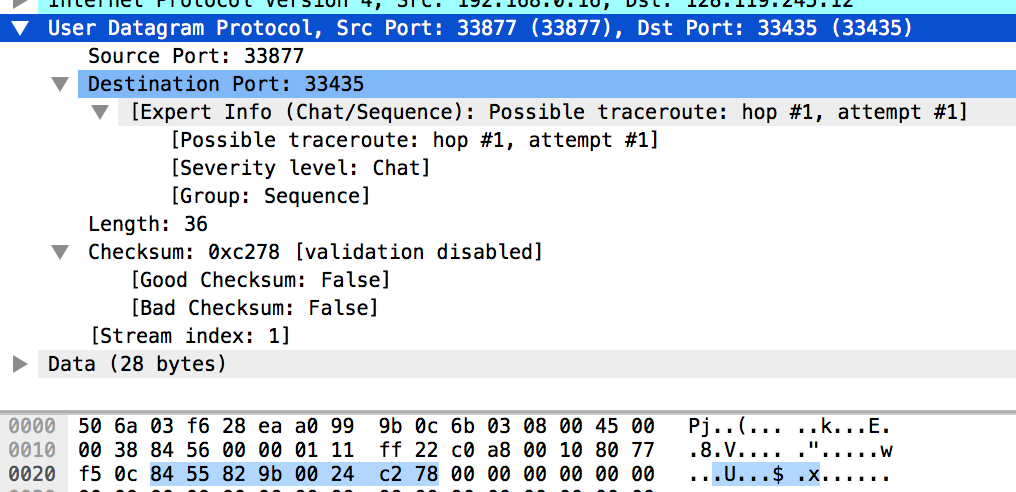 Internet Protocol Version 4, Src: 192.168.0.16, Dst: 128.119.245.12
User Datagram Protocol, Src Port: 33877 (33877), Dst Port: 33435 (33435)
Source Port: 33877
Destination Port: 33435
[Expert Info (Chat/Sequence): Possible traceroute: hop #1, attempt #1]
[Possible traceroute: hop #1, attempt #1]
[Severity level: Chat]
[Group: Sequence]
Length: 36
Checksum: 0xc278 [validation disabled]
[Good Checksum: False]
[Bad Checksum: False]
[Stream index: 1]
Data (28 bytes)
0000 50 6a 03 f6 28 ea a0 99 9b 0c 6b 03 08 00 45 00 Pj..(... ..k...E.
0010 00 38 84 56 00 00 01 11 ff 22 c0 a8 00 10 80 77 .8.V.... .".....w
0020 f5 0c 84 55 82 9b 00 24 c2 78 00 00 00 00 00 00 ...U...$ .x......